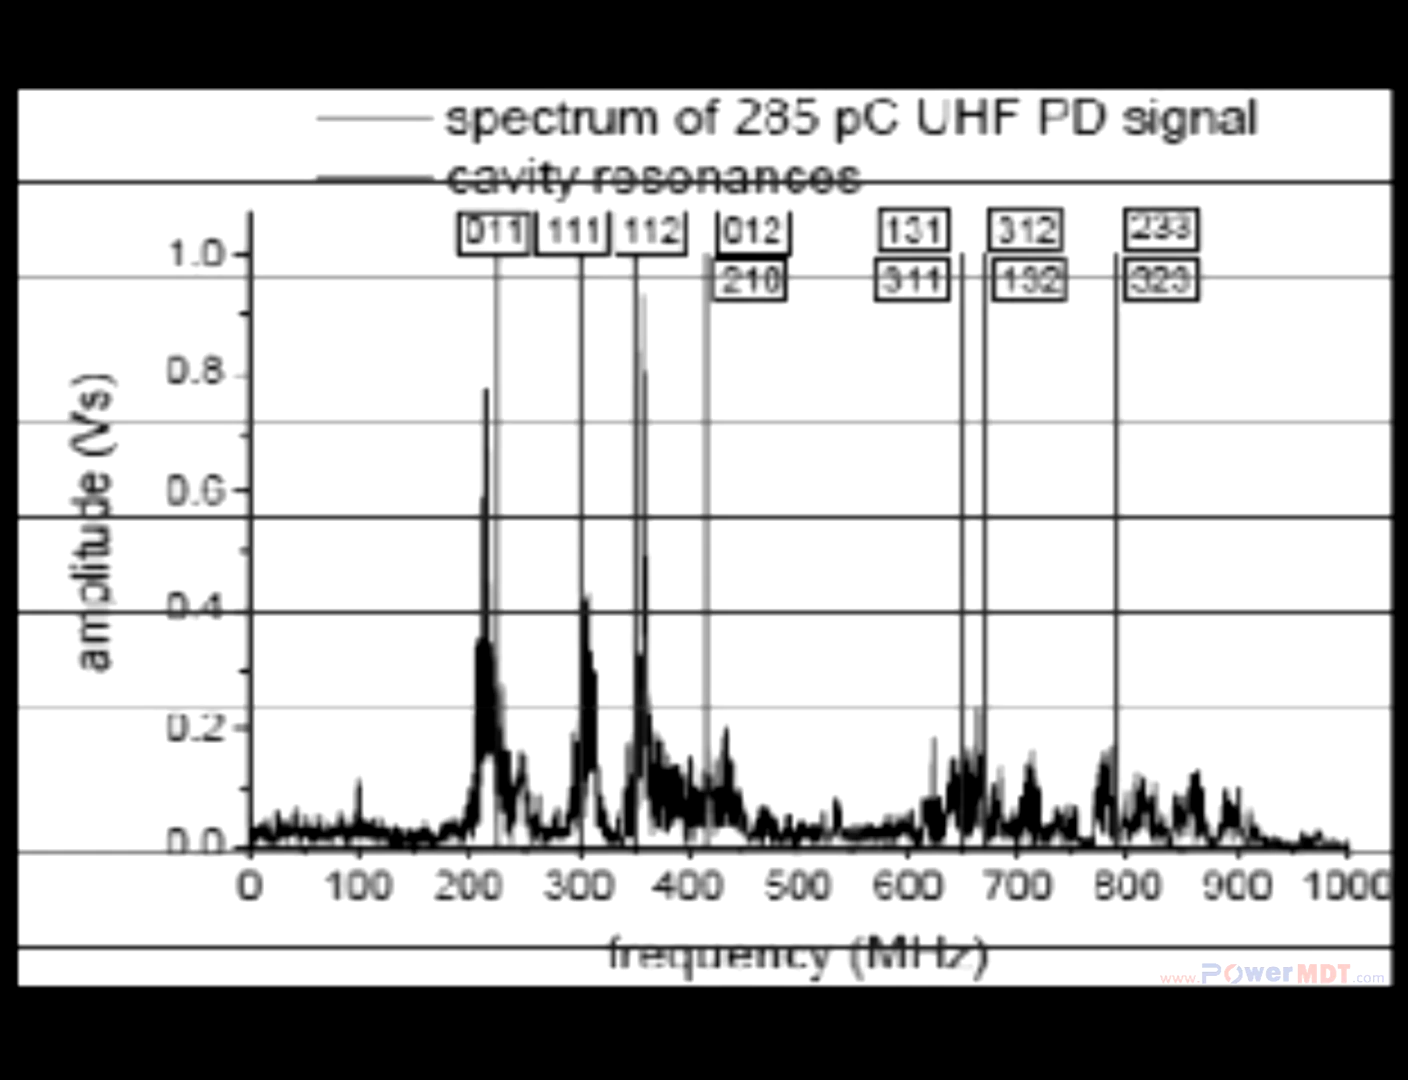 spectrum of 285 pC UHF PD signal
cavity resonances
011 111 112 012 131 312 233
210 311 132 323
1.0
0.8
0.6
0.4
0.2
0.0
amplitude (Vs)
0 100 200 300 400 500 600 700 800 900 1000
frequency (MHz)
www.PowerMDT.com